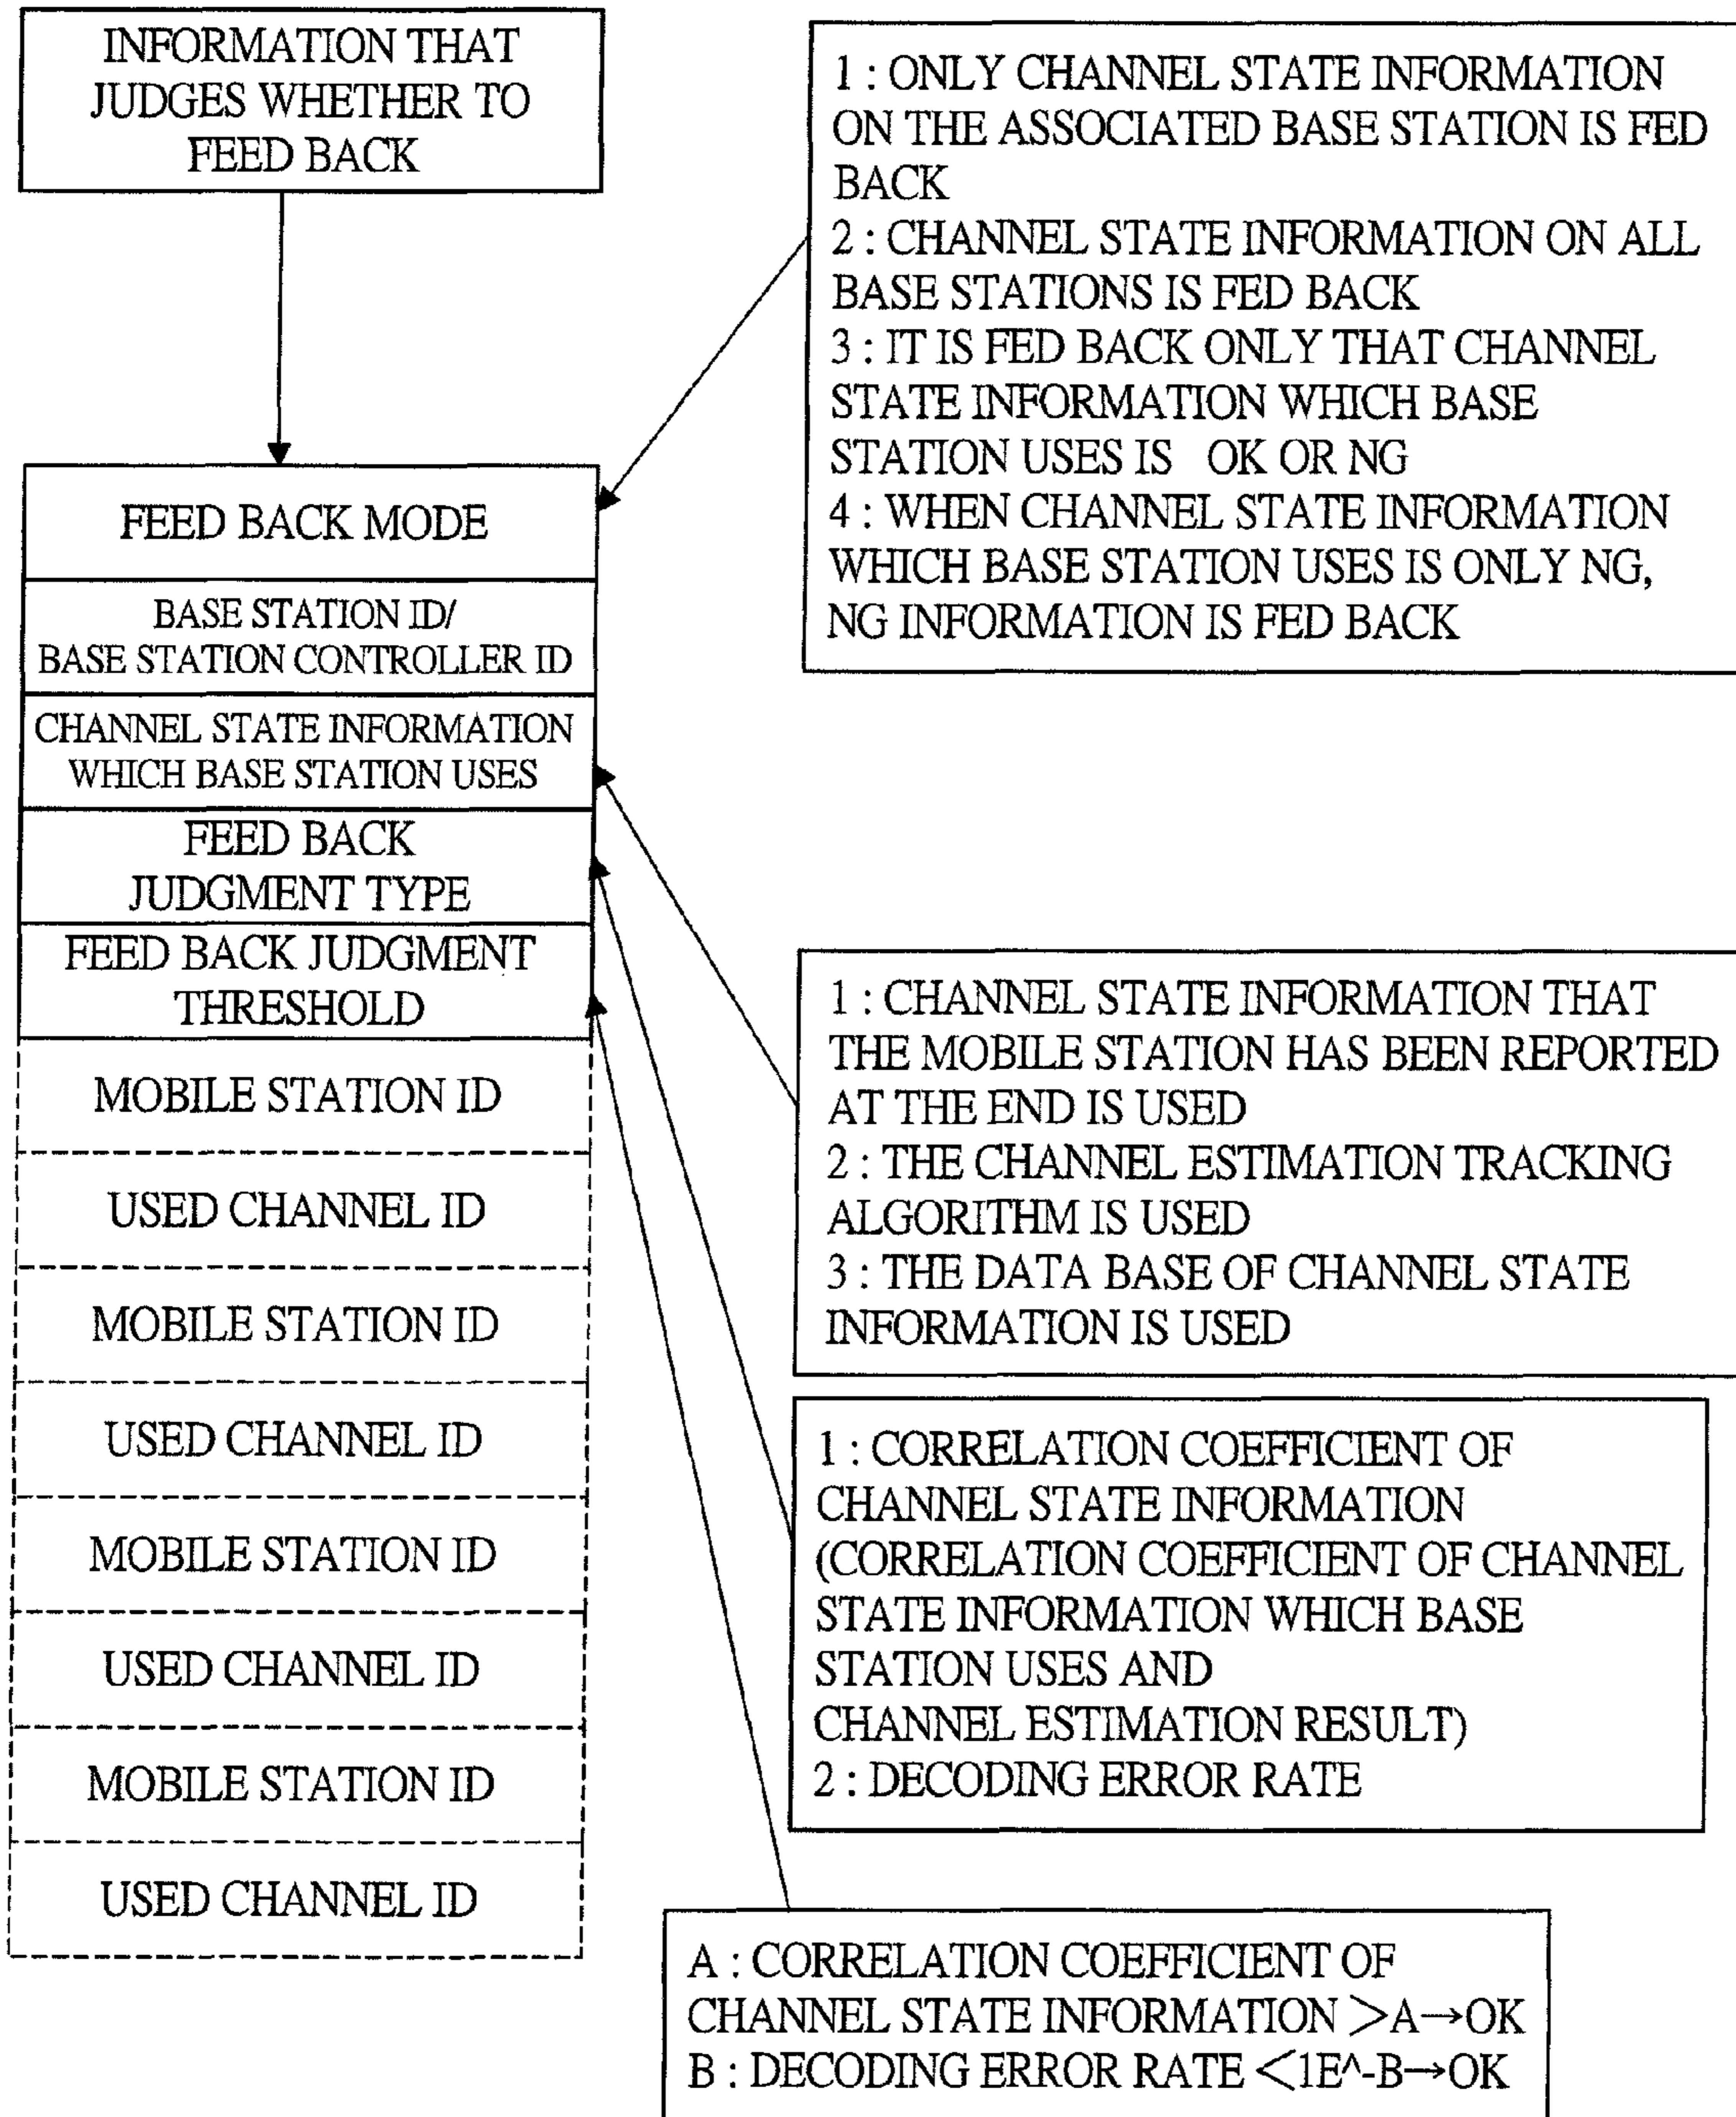 INFORMATION THAT
JUDGES WHETHER TO
FEED BACK
1 : ONLY CHANNEL STATE INFORMATION
ON THE ASSOCIATED BASE STATION IS FED
BACK
2 : CHANNEL STATE INFORMATION ON ALL
BASE STATIONS IS FED BACK
3 : IT IS FED BACK ONLY THAT CHANNEL
STATE INFORMATION WHICH BASE
STATION USES IS OK OR NG
4 : WHEN CHANNEL STATE INFORMATION
WHICH BASE STATION USES IS ONLY NG,
NG INFORMATION IS FED BACK
FEED BACK MODE
BASE STATION ID/
BASE STATION CONTROLLER ID
CHANNEL STATE INFORMATION
WHICH BASE STATION USES
FEED BACK
JUDGMENT TYPE
FEED BACK JUDGMENT
THRESHOLD
MOBILE STATION ID
USED CHANNEL ID
MOBILE STATION ID
USED CHANNEL ID
MOBILE STATION ID
USED CHANNEL ID
MOBILE STATION ID
USED CHANNEL ID
1 : CHANNEL STATE INFORMATION THAT
THE MOBILE STATION HAS BEEN REPORTED
AT THE END IS USED
2 : THE CHANNEL ESTIMATION TRACKING
ALGORITHM IS USED
3 : THE DATA BASE OF CHANNEL STATE
INFORMATION IS USED
1 : CORRELATION COEFFICIENT OF
CHANNEL STATE INFORMATION
(CORRELATION COEFFICIENT OF CHANNEL
STATE INFORMATION WHICH BASE
STATION USES AND
CHANNEL ESTIMATION RESULT)
2 : DECODING ERROR RATE
A : CORRELATION COEFFICIENT OF
CHANNEL STATE INFORMATION >A→OK
B : DECODING ERROR RATE <1E^-B→OK